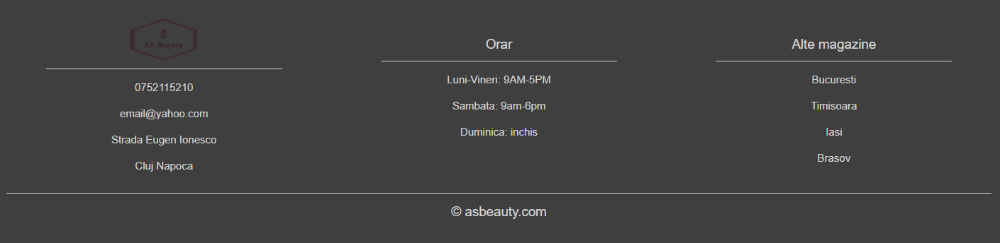 AS Beauty
0752115210
email@yahoo.com
Strada Eugen Ionesco
Cluj Napoca
Orar
Luni-Vineri: 9AM-5PM
Sambata: 9am-6pm
Duminica: inchis
Alte magazine
Bucuresti
Timisoara
Iasi
Brasov
© asbeauty.com